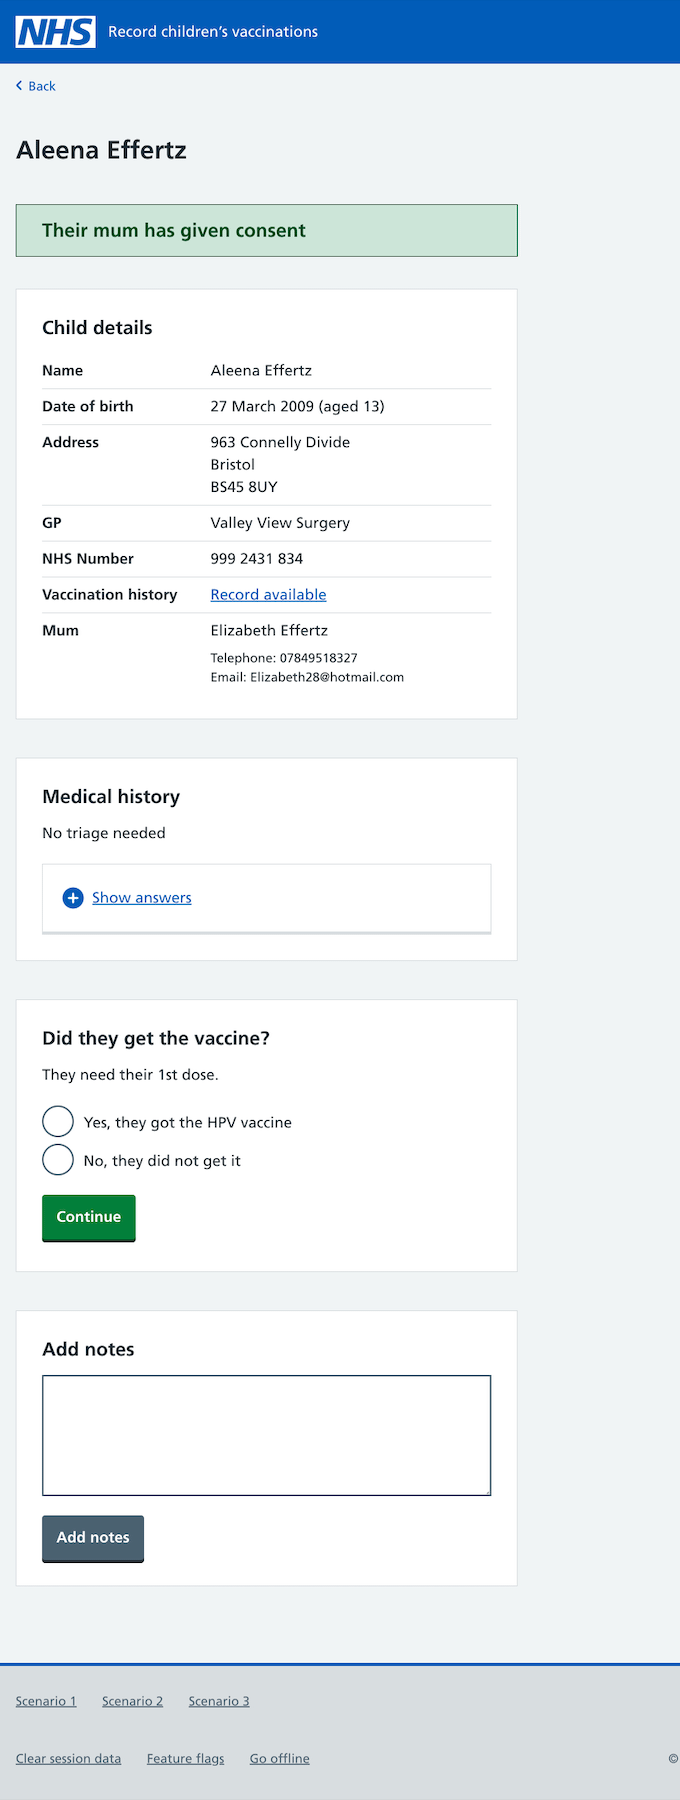 NHS Record children's vaccinations
Back
Aleena Effertz
Their mum has given consent
Child details
Name Aleena Effertz
Date of birth 27 March 2009 (aged 13)
Address 963 Connelly Divide
Bristol
BS45 8UY
GP Valley View Surgery
NHS Number 999 2431 834
Vaccination history Record available
Mum Elizabeth Effertz
Telephone: 07849518327
Email: Elizabeth28@hotmail.com
Medical history
No triage needed
Show answers
Did they get the vaccine?
They need their 1st dose.
Yes, they got the HPV vaccine
No, they did not get it
Continue
Add notes
Add notes
Scenario 1 Scenario 2 Scenario 3
Clear session data Feature flags Go offline ©